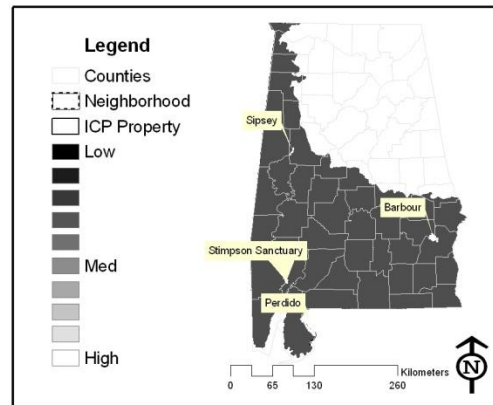 Legend
Counties
Neighborhood
ICP Property
Low
Med
High
Sipsey
Barbour
Stimpson Sanctuary
Perdido
Kilometers
0 65 130 260
N